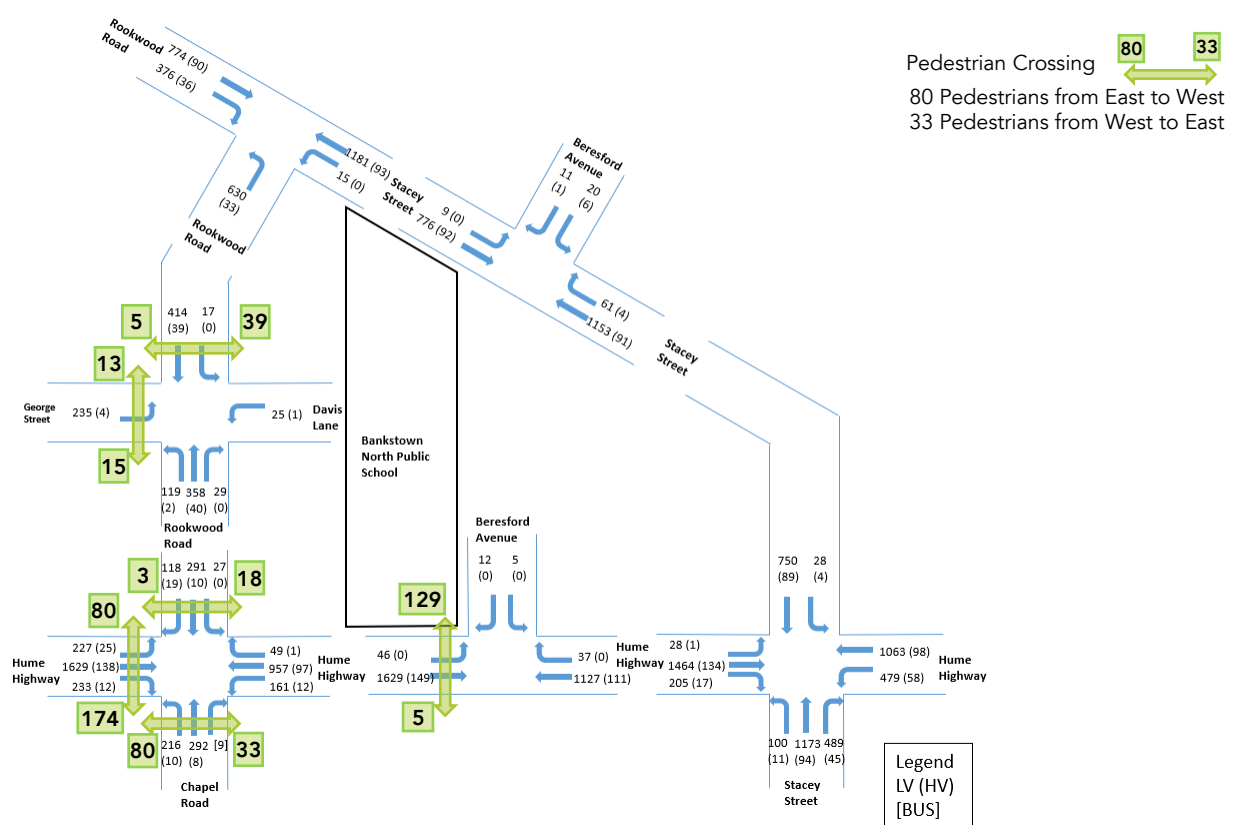 Rookwood
Road
774 (90)
376 (36)
Pedestrian Crossing
80
33
80 Pedestrians from East to West
33 Pedestrians from West to East
1181 (93)
15 (0)
Stacey
Street
9 (0)
776 (92)
Beresford
Avenue
11
(1)
20
(6)
630
(33)
Rookwood
Road
61 (4)
1153 (91)
Stacey
Street
5
414
(39)
17
(0)
39
13
George
Street
235 (4)
25 (1)
Davis
Lane
15
119
(2)
358
(40)
29
(0)
Rookwood
Road
Bankstown
North Public
School
3
118
(19)
291
(10)
27
(0)
18
80
Hume
Highway
227 (25)
1629 (138)
233 (12)
49 (1)
957 (97)
161 (12)
Hume
Highway
174
80
216
(10)
292
(8)
[9]
33
Chapel
Road
Beresford
Avenue
12
(0)
5
(0)
129
46 (0)
1629 (149)
5
37 (0)
1127 (111)
Hume
Highway
750
(89)
28
(4)
28 (1)
1464 (134)
205 (17)
1063 (98)
479 (58)
Hume
Highway
100
(11)
1173
(94)
489
(45)
Stacey
Street
Legend
LV (HV)
[BUS]